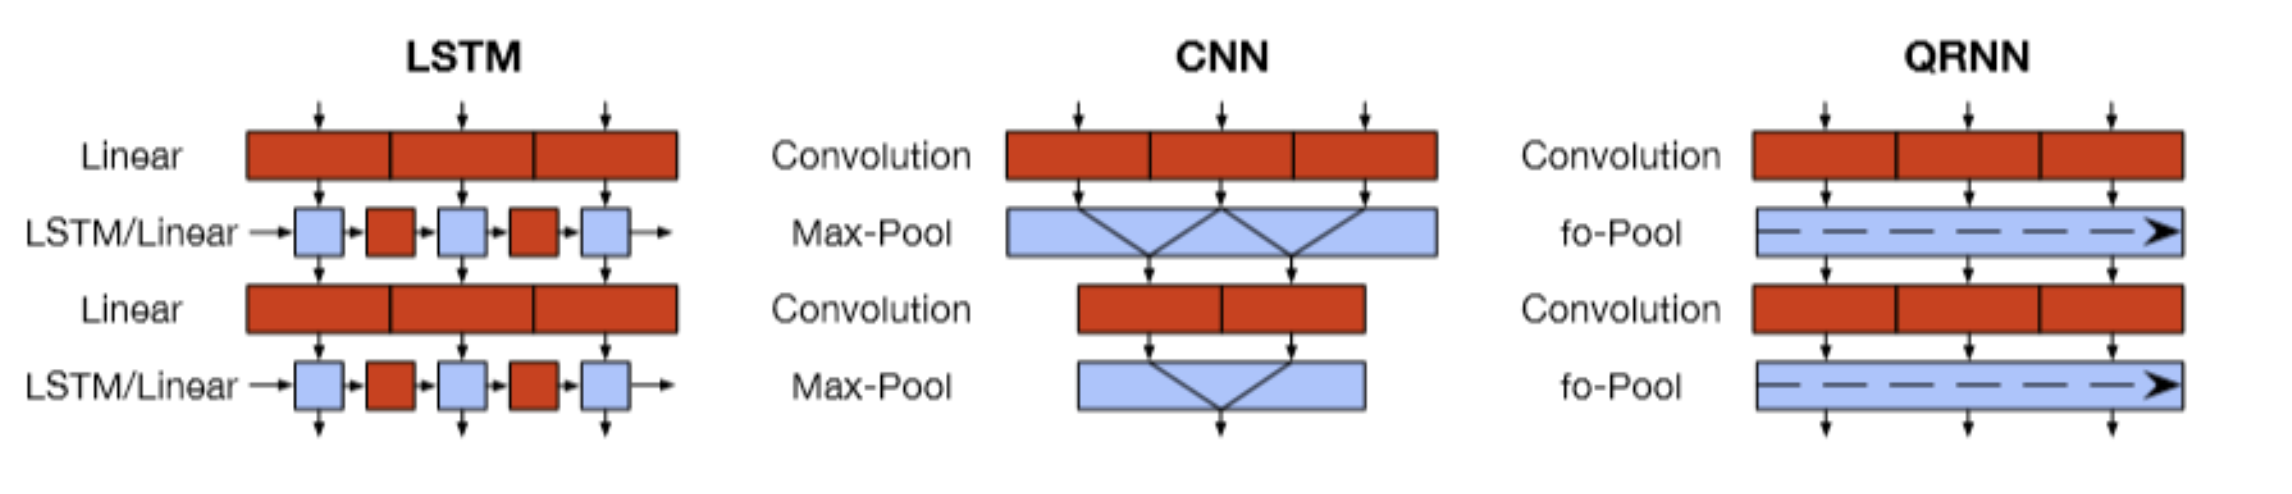 LSTM
Linear
LSTM/Linear
Linear
LSTM/Linear
CNN
Convolution
Max-Pool
Convolution
Max-Pool
QRNN
Convolution
fo-Pool
Convolution
fo-Pool